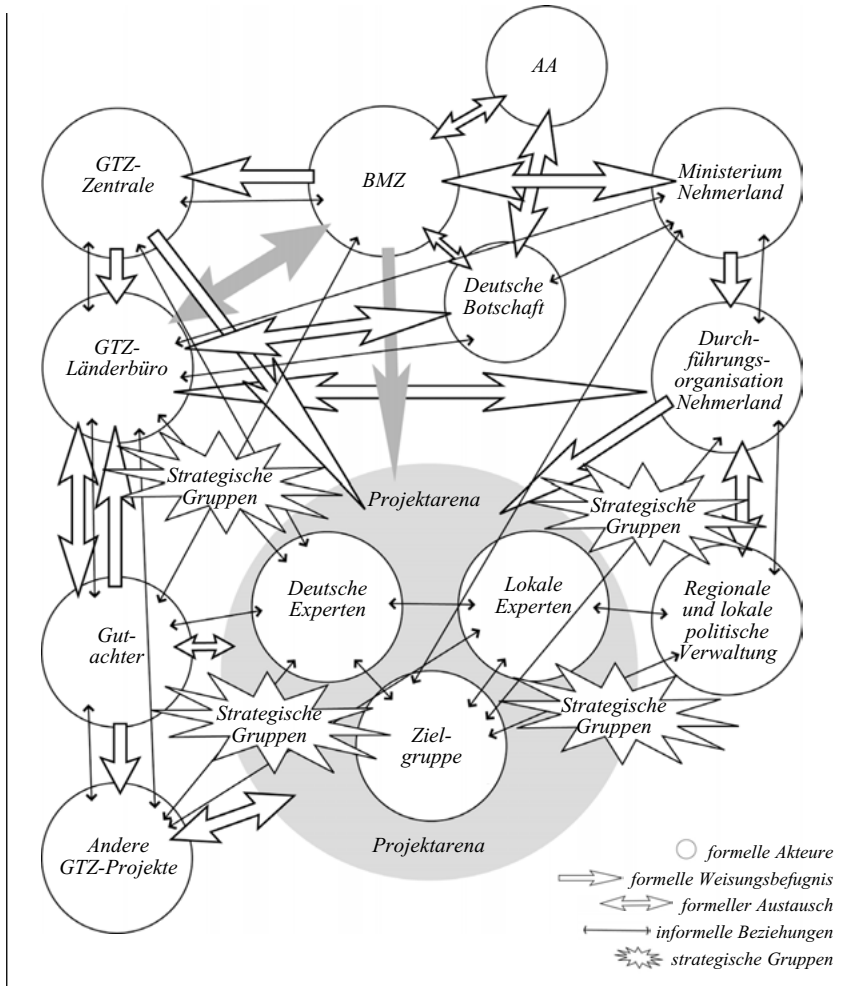 AA
GTZ-
Zentrale
BMZ
Ministerium
Nehmerland
Deutsche
Botschaft
GTZ-
Länderbüro
Durch-
führungs-
organisation
Nehmerland
Strategische
Gruppen
Projektarena
Strategische
Gruppen
Deutsche
Experten
Lokale
Experten
Regionale
und lokale
politische
Verwaltung
Gut-
achter
Strategische
Gruppen
Ziel-
gruppe
Strategische
Gruppen
Andere
GTZ-Projekte
Projektarena
formelle Akteure
formelle Weisungsbefugnis
formeller Austausch
informelle Beziehungen
strategische Gruppen